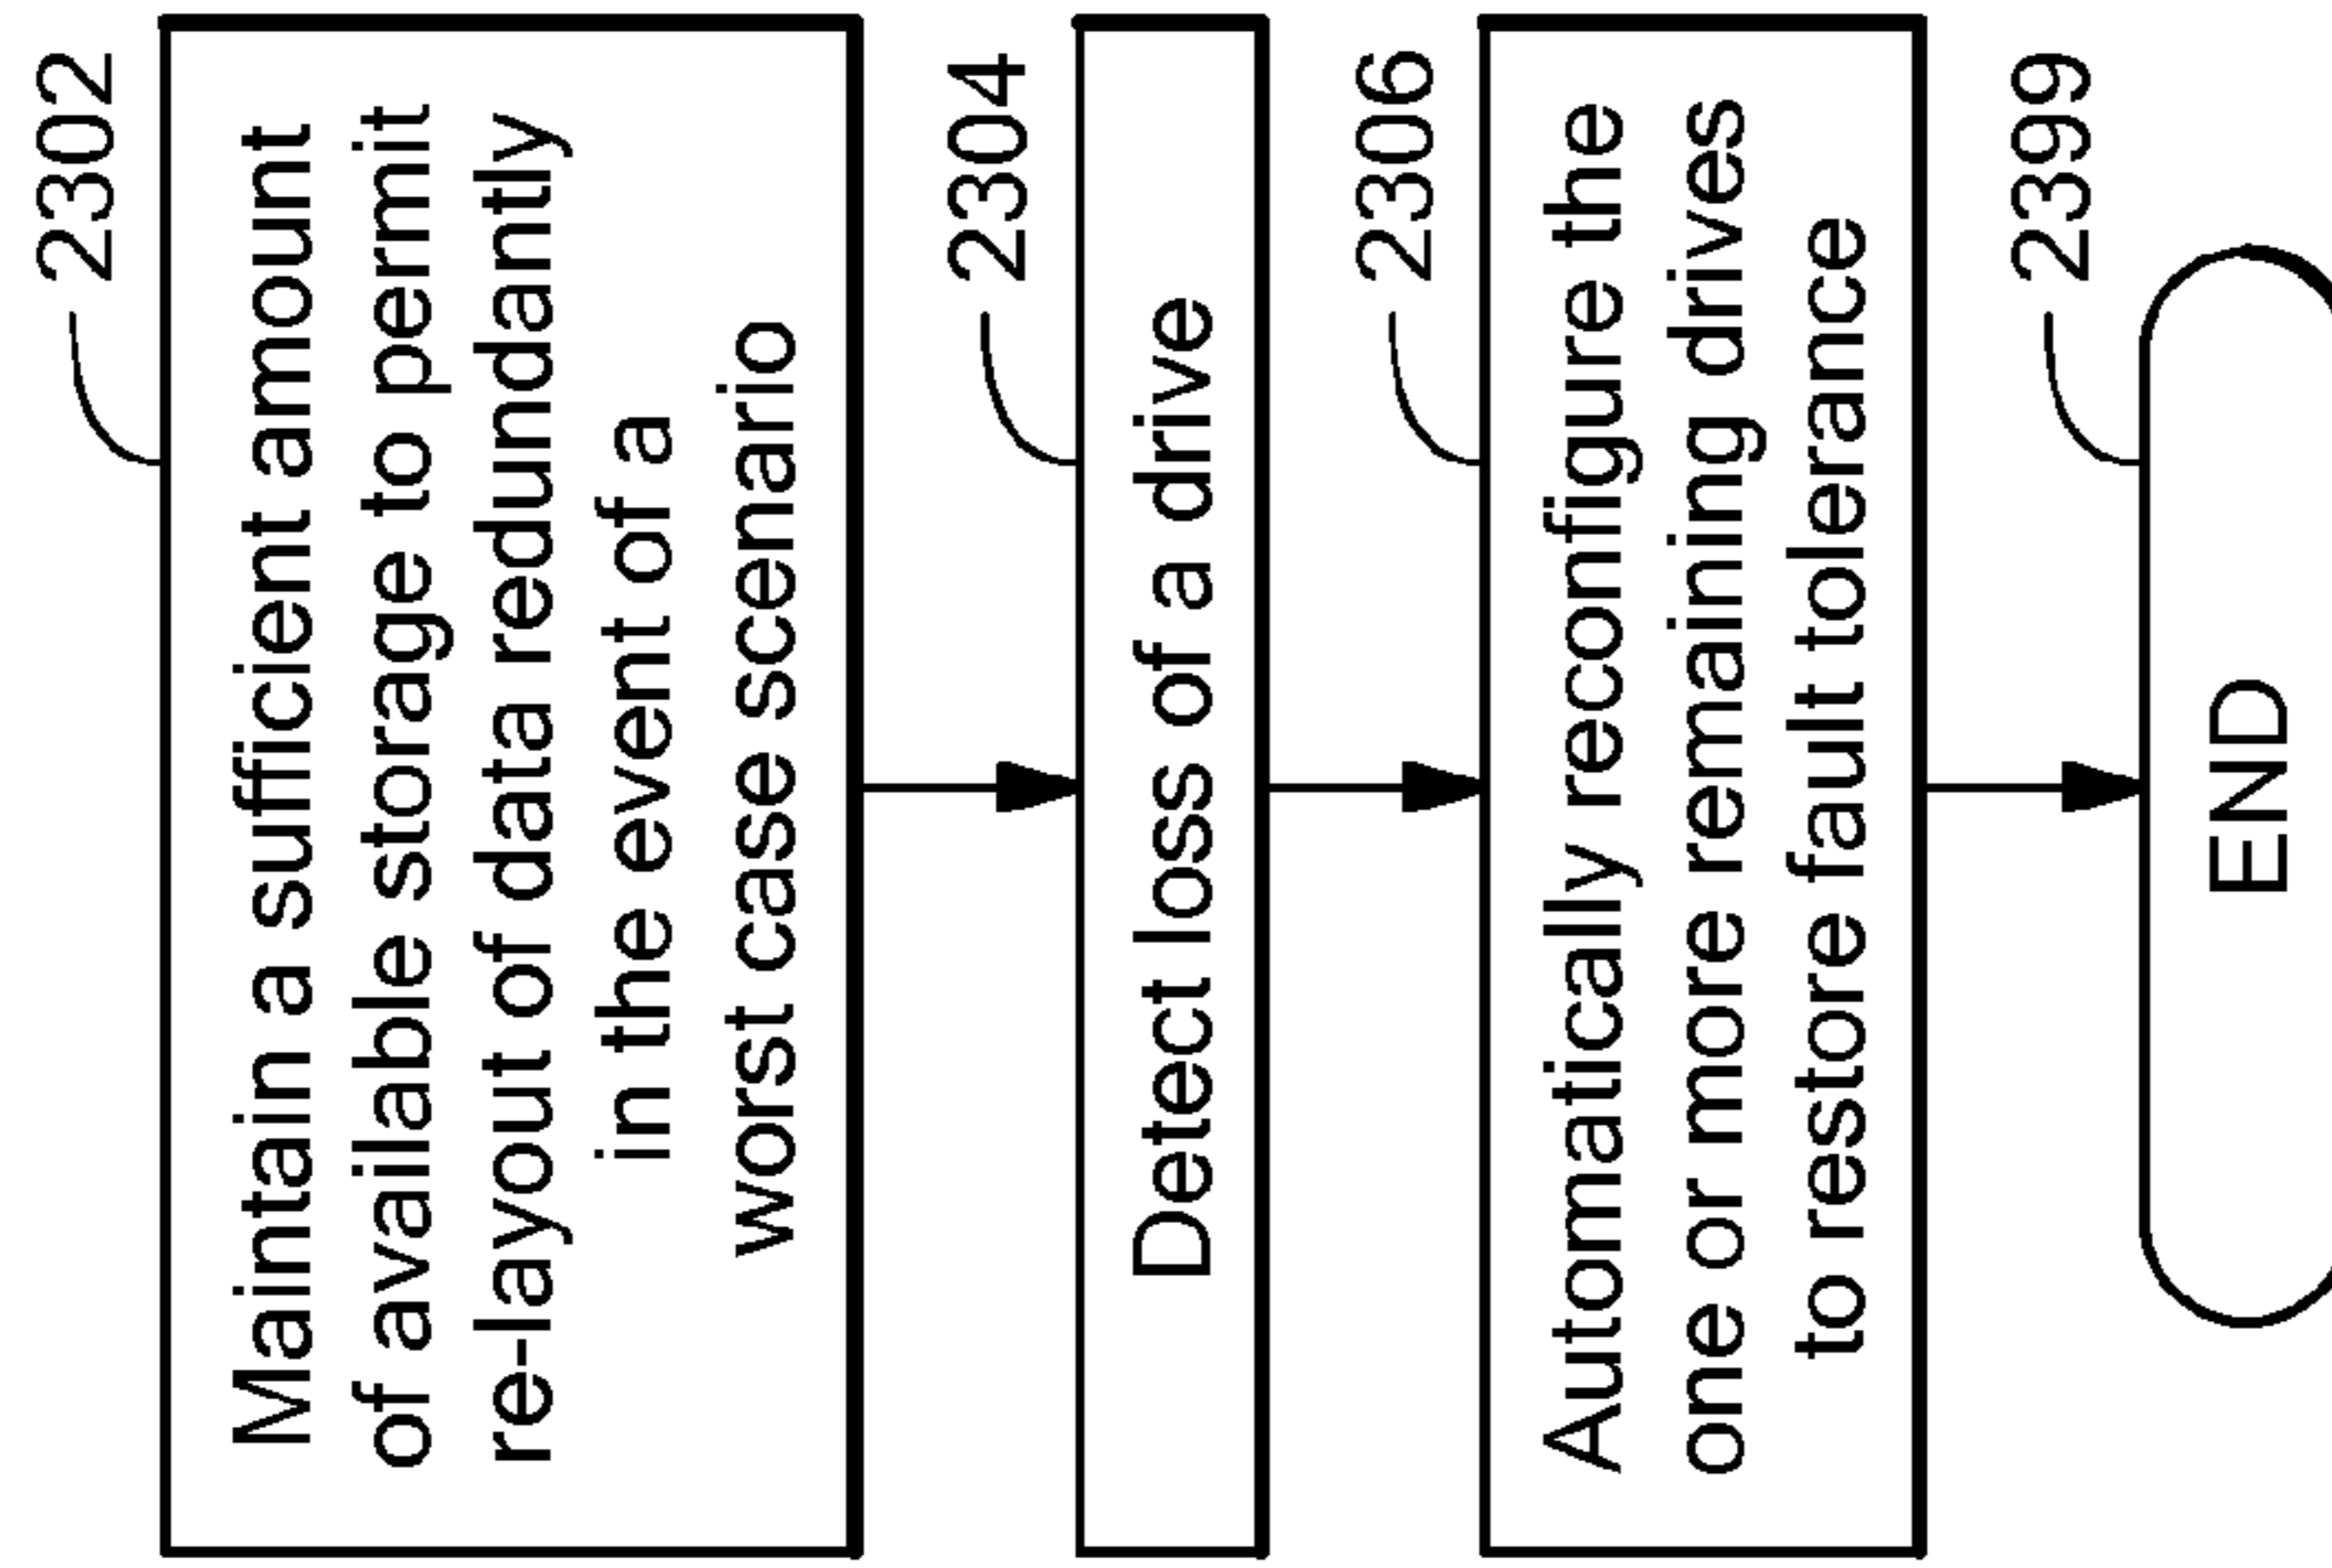 2302
Maintain a sufficient amount
of available storage to permit
re-layout of data redundantly
in the event of a
worst case scenario
2304
Detect loss of a drive
2306
Automatically reconfigure the
one or more remaining drives
to restore fault tolerance
2399
END